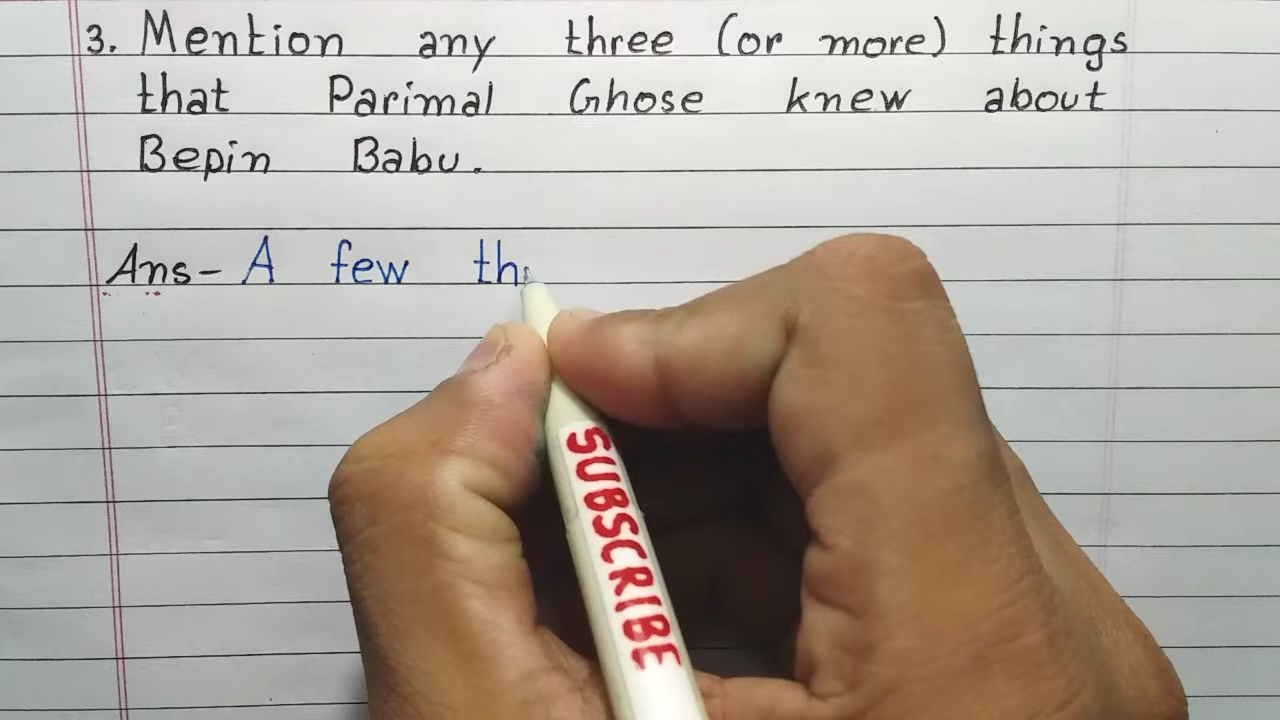 3. Mention any three (or more) things
that Parimal Ghose knew about
Bepin Babu.
Ans- A few th
SUBSCRIBE